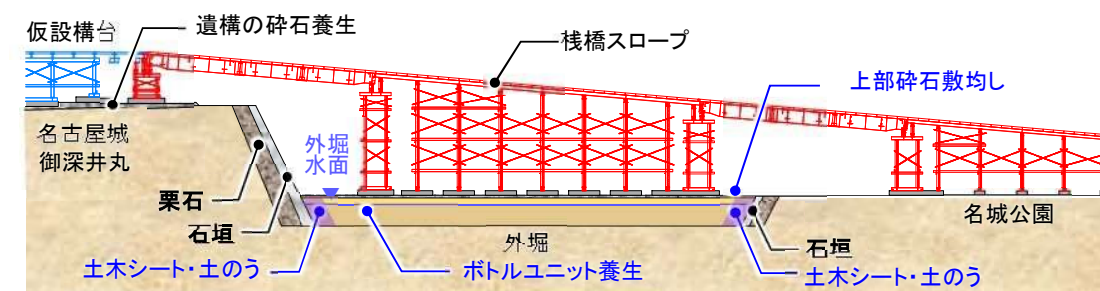 仮設構台
遺構の砕石養生
桟橋スロープ
上部砕石敷均し
名古屋城
御深井丸
外堀
水面
栗石
石垣
名城公園
外堀
石垣
土木シート・土のう
ボトルユニット養生
土木シート・土のう